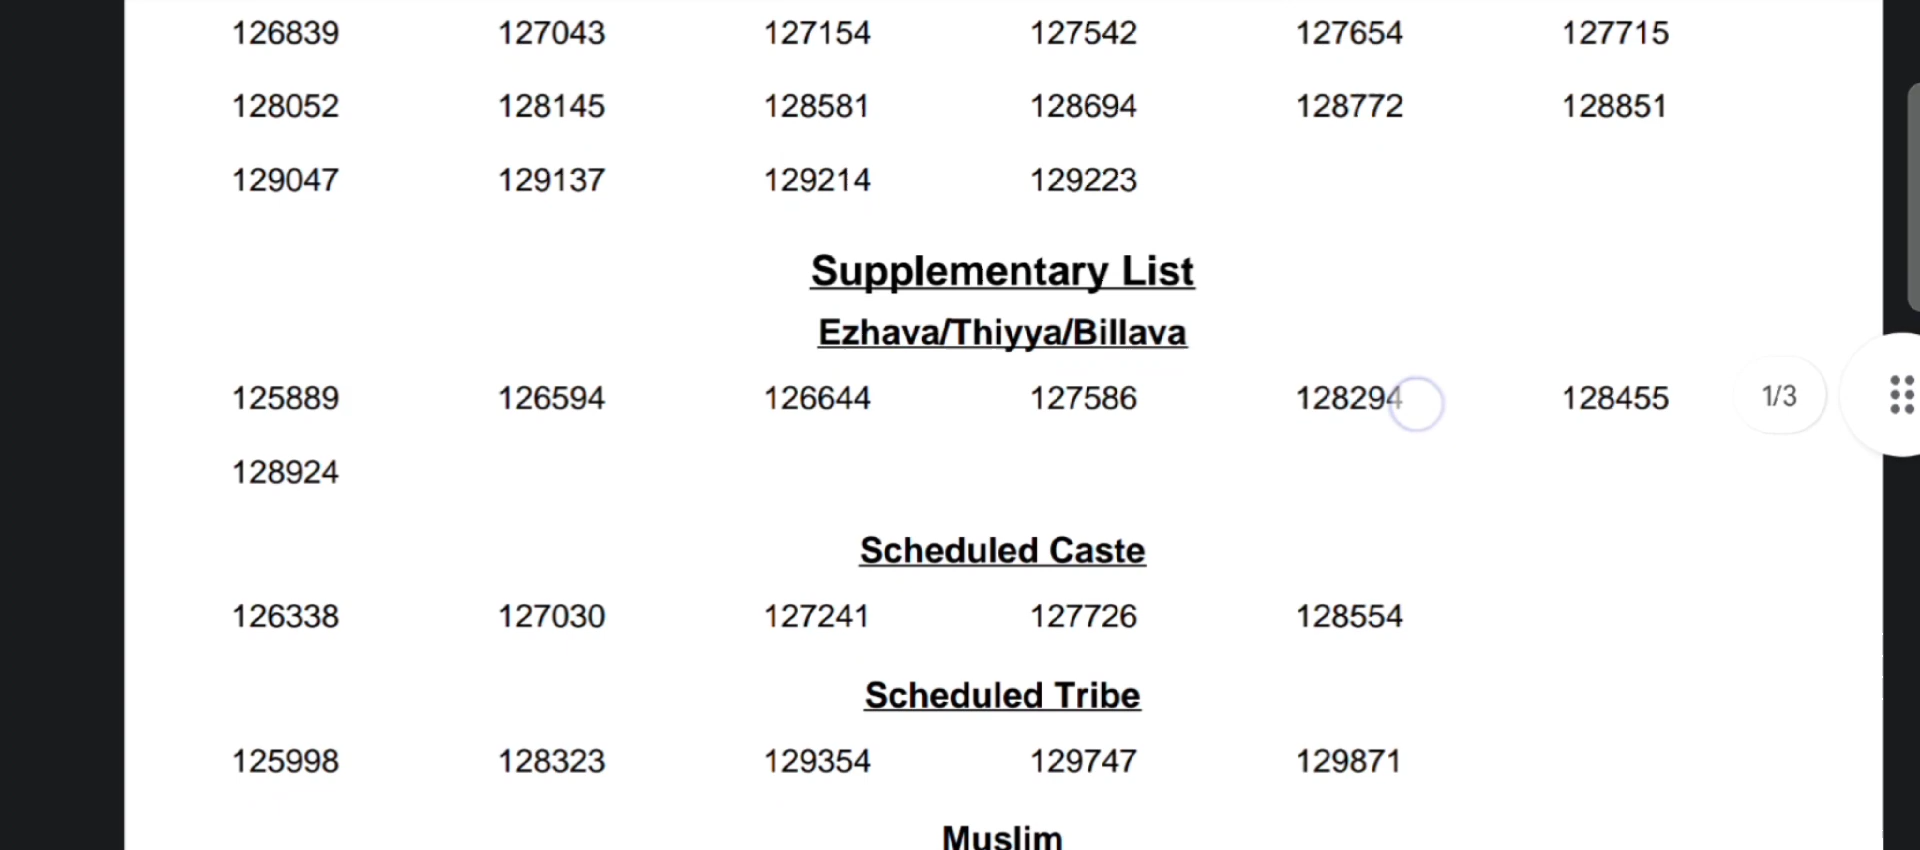 126839 127043 127154 127542 127654 127715
128052 128145 128581 128694 128772 128851
129047 129137 129214 129223
Supplementary List
Ezhava/Thiyya/Billava
125889 126594 126644 127586 128294 128455
1/3
128924
Scheduled Caste
126338 127030 127241 127726 128554
Scheduled Tribe
125998 128323 129354 129747 129871
Muslim